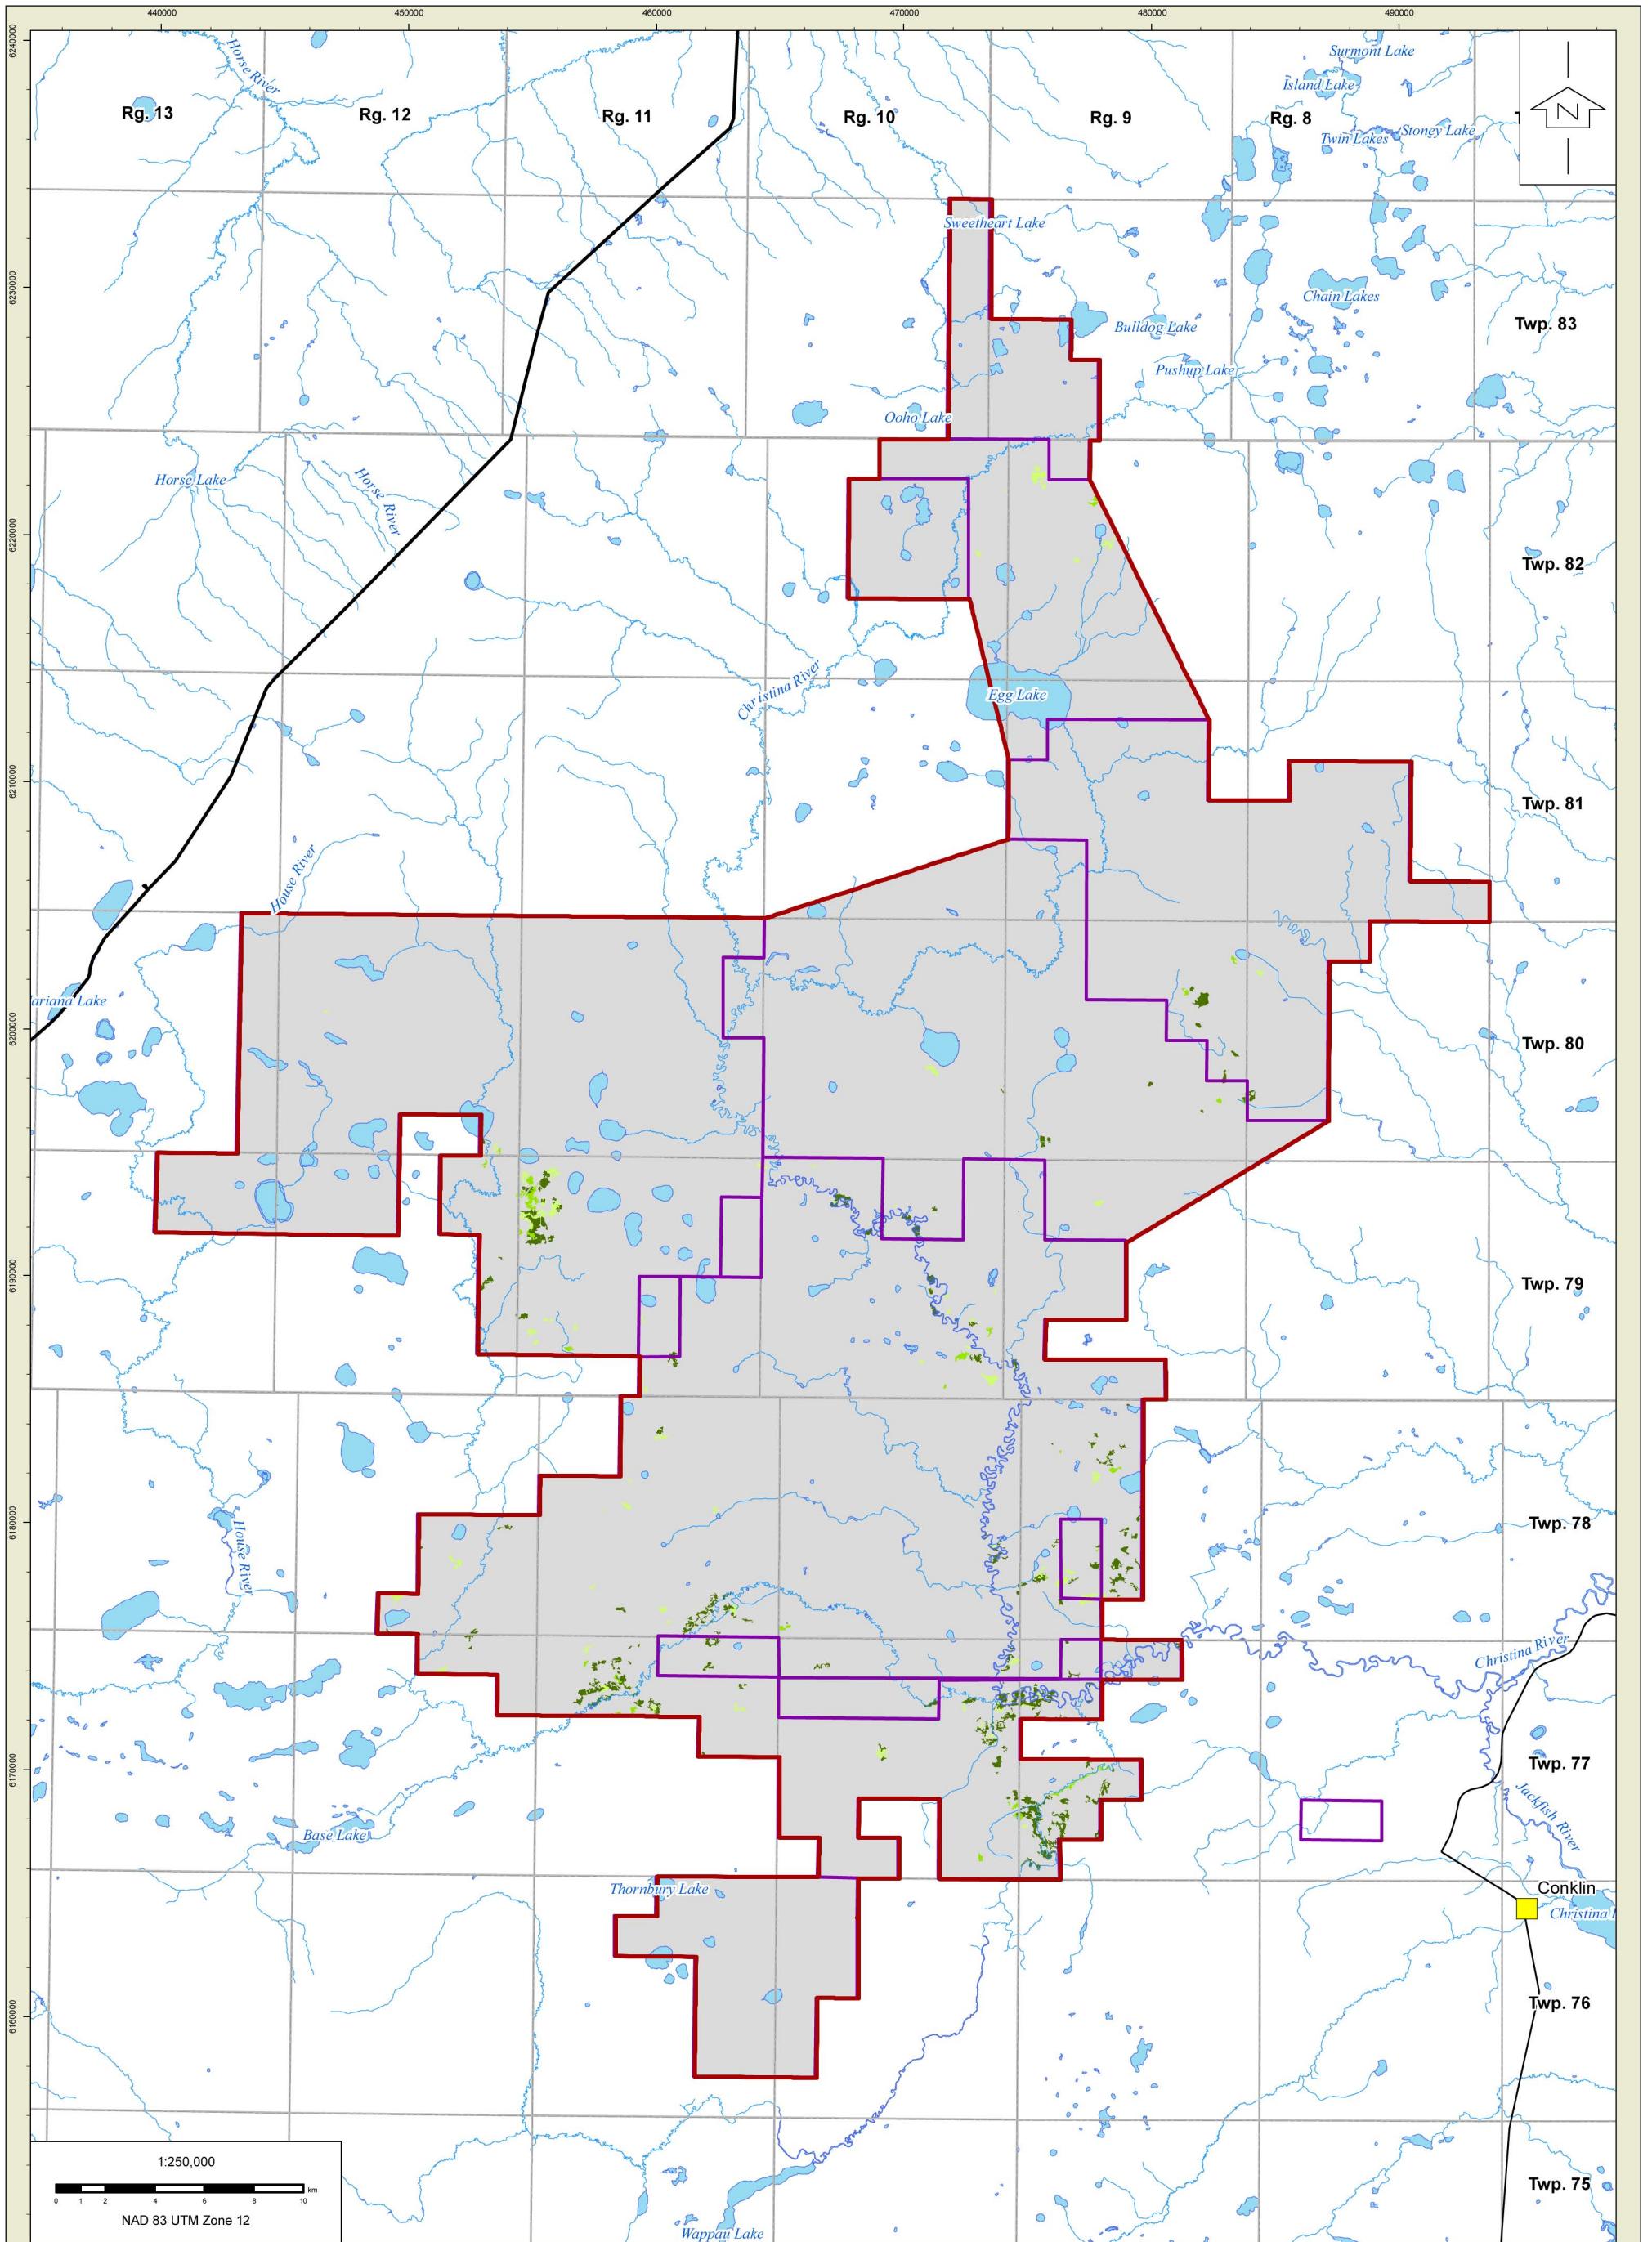 440000 450000 460000 470000 480000 490000
6240000
Surmont Lake
Horse River
Island Lake
Rg. 13 Rg. 12 Rg. 11 Rg. 10 Rg. 9 Rg. 8
N
Stoney Lake
Twin Lakes
Sweetheart Lake
6230000
Chain Lakes
Bulldog Lake
Twp. 83
Pushup Lake
Ooho Lake
Horse Lake
Horse River
6220000
Twp. 82
Christina River
Egg Lake
6210000
Twp. 81
House River
ariana Lake
6200000
Twp. 80
6190000
Twp. 79
6180000
Twp. 78
House River
Christina River
6170000
Twp. 77
Jackfish River
Base Lake
Thornbury Lake
Conklin
Christina L
6160000
Twp. 76
1:250,000
Twp. 75
0 1 2 4 6 8 10 km
NAD 83 UTM Zone 12
Wappau Lake